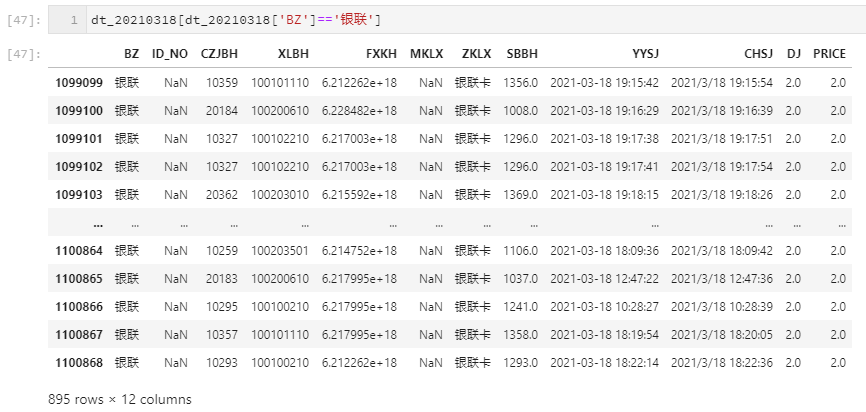 [47]: 1 dt_20210318[dt_20210318['BZ']=='银联']
[47]: BZ ID_NO CZJBH XLBH FXKH MKLX ZKLX SBBH YYSJ CHSJ DJ PRICE
1099099 银联 NaN 10359 100101110 6.212262e+18 NaN 银联卡 1356.0 2021-03-18 19:15:42 2021/3/18 19:15:54 2.0 2.0
1099100 银联 NaN 20184 100200610 6.228482e+18 NaN 银联卡 1008.0 2021-03-18 19:16:29 2021/3/18 19:16:39 2.0 2.0
1099101 银联 NaN 10327 100102210 6.217003e+18 NaN 银联卡 1296.0 2021-03-18 19:17:38 2021/3/18 19:17:51 2.0 2.0
1099102 银联 NaN 10327 100102210 6.217003e+18 NaN 银联卡 1296.0 2021-03-18 19:17:41 2021/3/18 19:17:54 2.0 2.0
1099103 银联 NaN 20362 100203010 6.215592e+18 NaN 银联卡 1369.0 2021-03-18 19:18:15 2021/3/18 19:18:26 2.0 2.0
... ... ... ... ... ... ... ... ... ... ... ... ...
1100864 银联 NaN 10259 100203501 6.214752e+18 NaN 银联卡 1106.0 2021-03-18 18:09:36 2021/3/18 18:09:42 2.0 2.0
1100865 银联 NaN 20183 100200610 6.217995e+18 NaN 银联卡 1037.0 2021-03-18 12:47:22 2021/3/18 12:47:36 2.0 2.0
1100866 银联 NaN 10295 100100210 6.217995e+18 NaN 银联卡 1241.0 2021-03-18 10:28:27 2021/3/18 10:28:39 2.0 2.0
1100867 银联 NaN 10357 100101110 6.217995e+18 NaN 银联卡 1358.0 2021-03-18 18:19:54 2021/3/18 18:20:05 2.0 2.0
1100868 银联 NaN 10293 100100210 6.212262e+18 NaN 银联卡 1293.0 2021-03-18 18:22:14 2021/3/18 18:22:36 2.0 2.0
895 rows × 12 columns